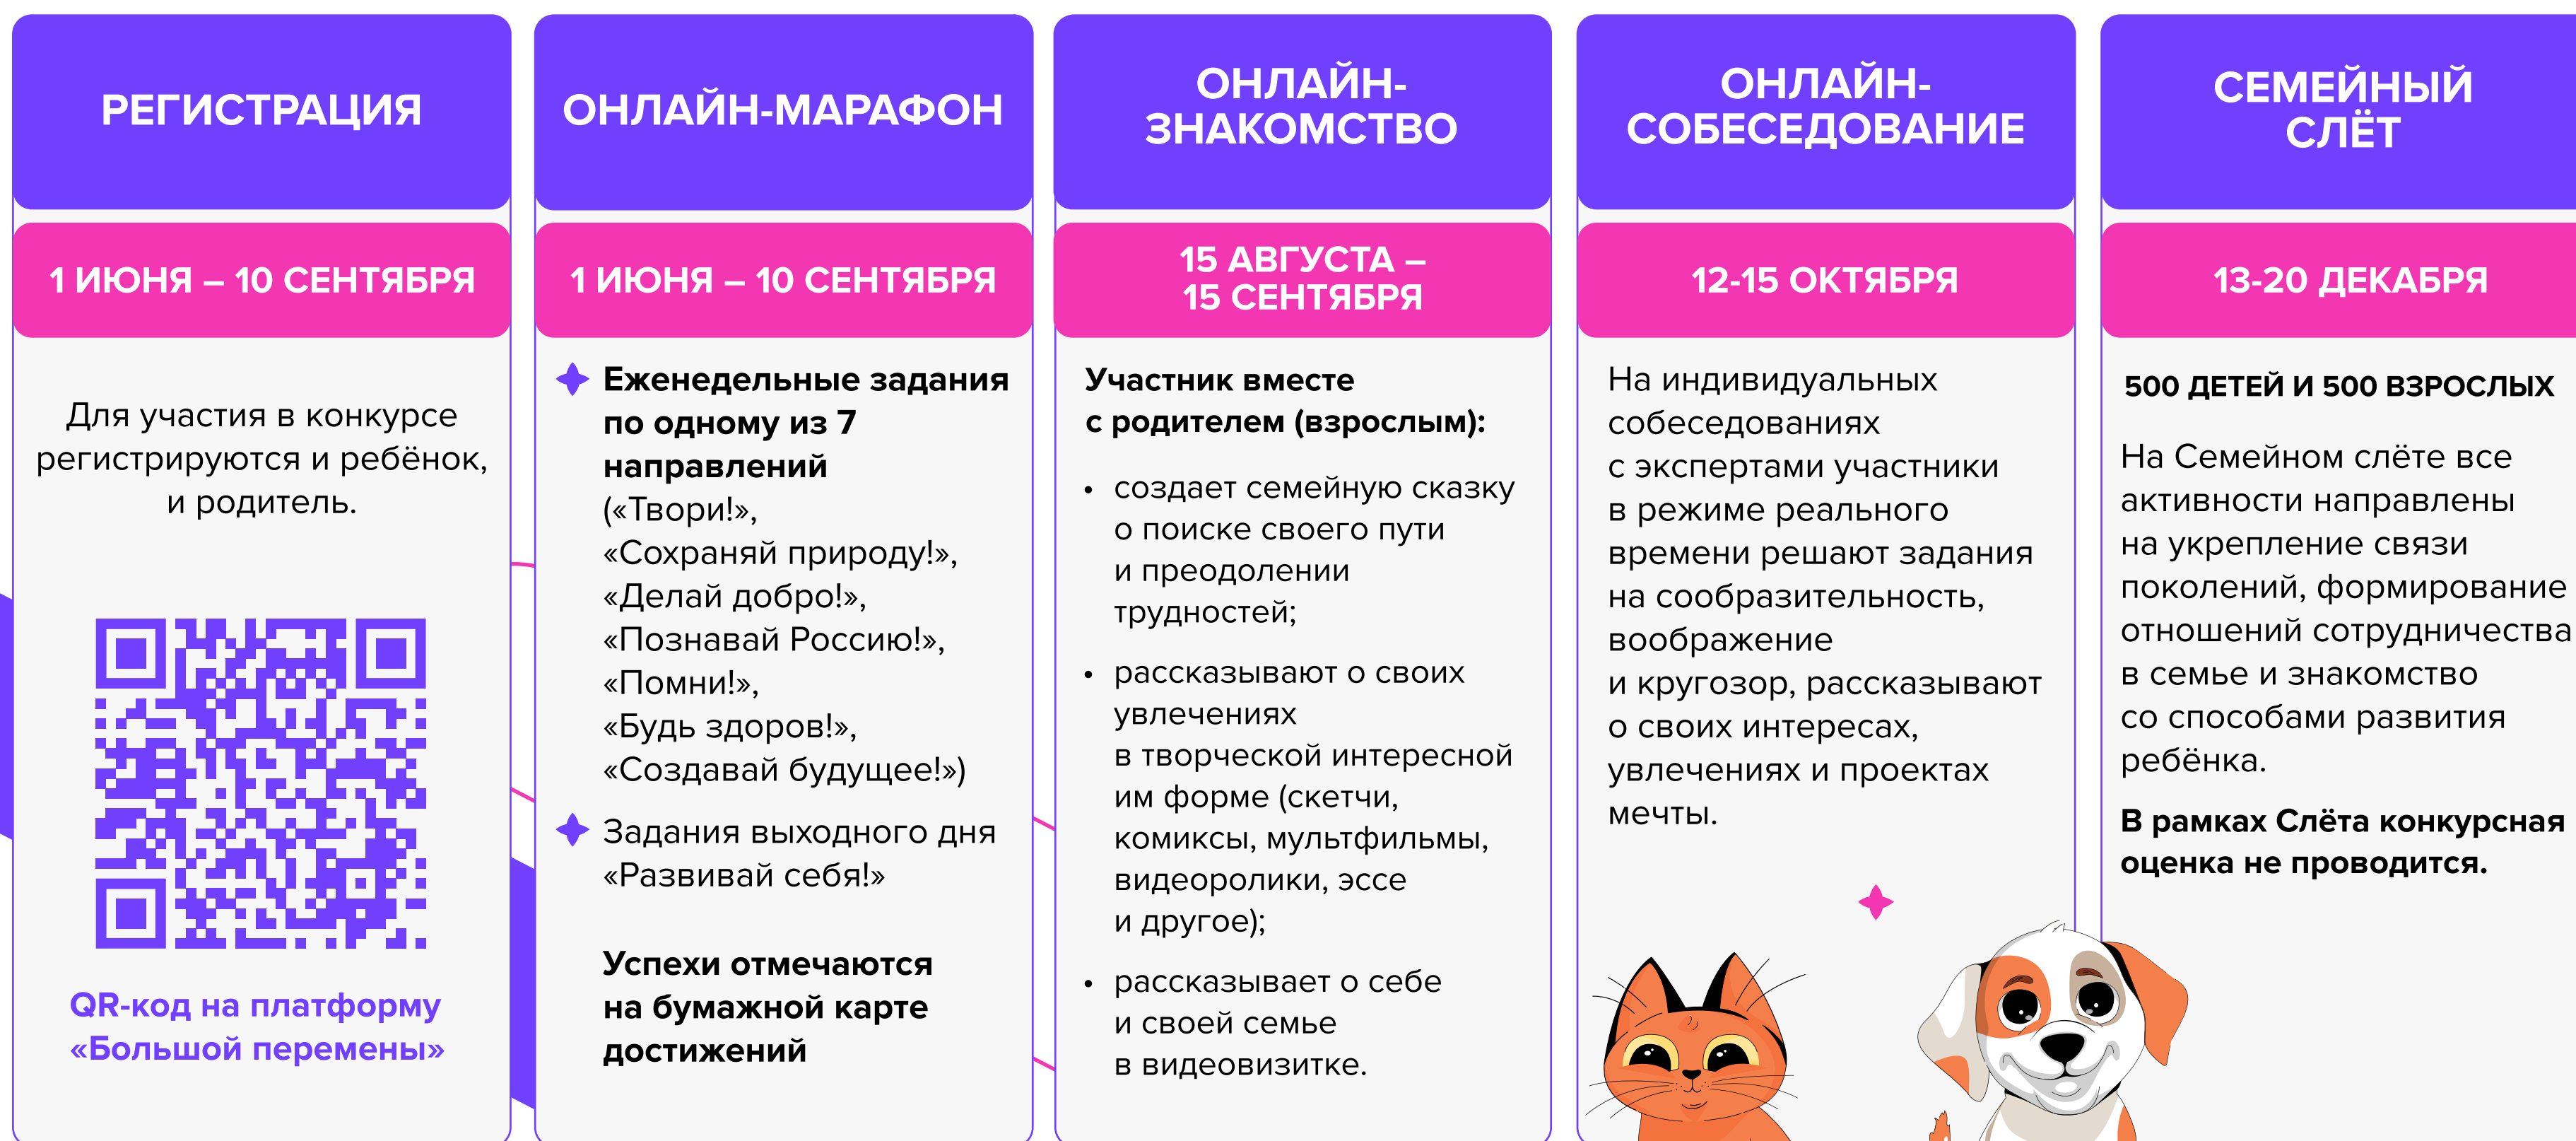 РЕГИСТРАЦИЯ
1 ИЮНЯ – 10 СЕНТЯБРЯ
Для участия в конкурсе
регистрируются и ребёнок,
и родитель.
QR-код на платформу
«Большой перемены»
ОНЛАЙН-МАРАФОН
1 ИЮНЯ – 10 СЕНТЯБРЯ
Еженедельные задания
по одному из 7
направлений
(«Твори!»,
«Сохраняй природу!»,
«Делай добро!»,
«Познавай Россию!»,
«Помни!»,
«Будь здоров!»,
«Создавай будущее!»)
Задания выходного дня
«Развивай себя!»
Успехи отмечаются
на бумажной карте
достижений
ОНЛАЙН-
ЗНАКОМСТВО
15 АВГУСТА –
15 СЕНТЯБРЯ
Участник вместе
с родителем (взрослым):
• создает семейную сказку
о поиске своего пути
и преодолении
трудностей;
• рассказывают о своих
увлечениях
в творческой интересной
им форме (скетчи,
комиксы, мультфильмы,
видеоролики, эссе
и другое);
• рассказывает о себе
и своей семье
в видеовизитке.
ОНЛАЙН-
СОБЕСЕДОВАНИЕ
12-15 ОКТЯБРЯ
На индивидуальных
собеседованиях
с экспертами участники
в режиме реального
времени решают задания
на сообразительность,
воображение
и кругозор, рассказывают
о своих интересах,
увлечениях и проектах
мечты.
СЕМЕЙНЫЙ
СЛЁТ
13-20 ДЕКАБРЯ
500 ДЕТЕЙ И 500 ВЗРОСЛЫХ
На Семейном слёте все
активности направлены
на укрепление связи
поколений, формирование
отношений сотрудничества
в семье и знакомство
со способами развития
ребёнка.
В рамках Слёта конкурсная
оценка не проводится.